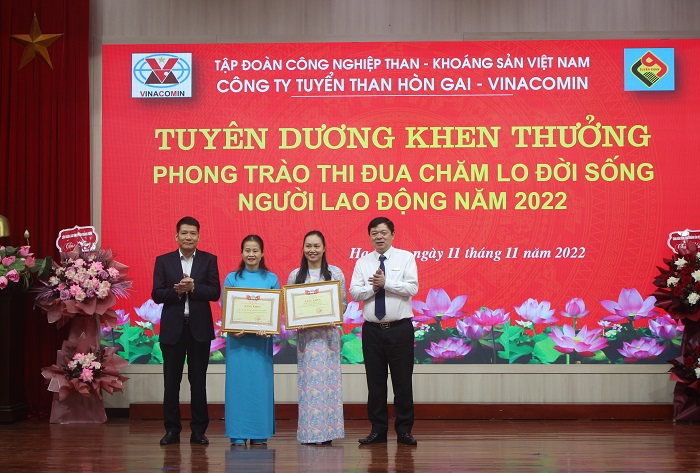 TẬP ĐOÀN CÔNG NGHIỆP THAN - KHOÁNG SẢN VIỆT NAM
CÔNG TY TUYỂN THAN HÒN GAI - VINACOMIN
VINACOMIN
TUYÊN DƯƠNG KHEN THƯỞNG
PHONG TRÀO THI ĐUA CHĂM LO ĐỜI SỐNG
NGƯỜI LAO ĐỘNG NĂM 2022
Hạ ngày 11 tháng 11 năm 2022